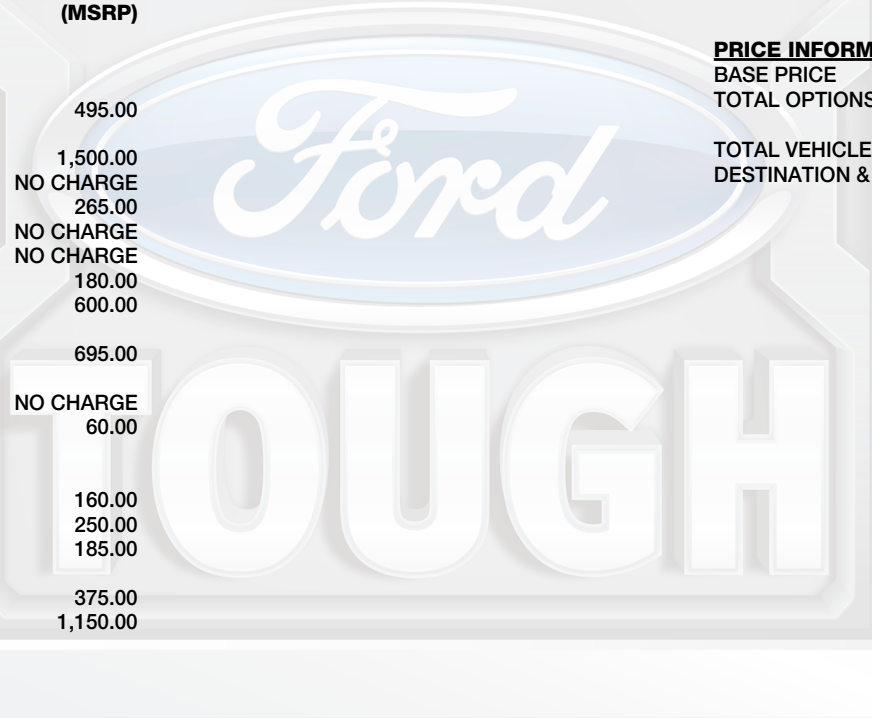 (MSRP)
495.00
1,500.00
NO CHARGE
265.00
NO CHARGE
NO CHARGE
180.00
600.00
695.00
NO CHARGE
60.00
160.00
250.00
185.00
375.00
1,150.00
PRICE INFORM
BASE PRICE
TOTAL OPTIONS
TOTAL VEHICLE
DESTINATION &
Ford
TOUGH